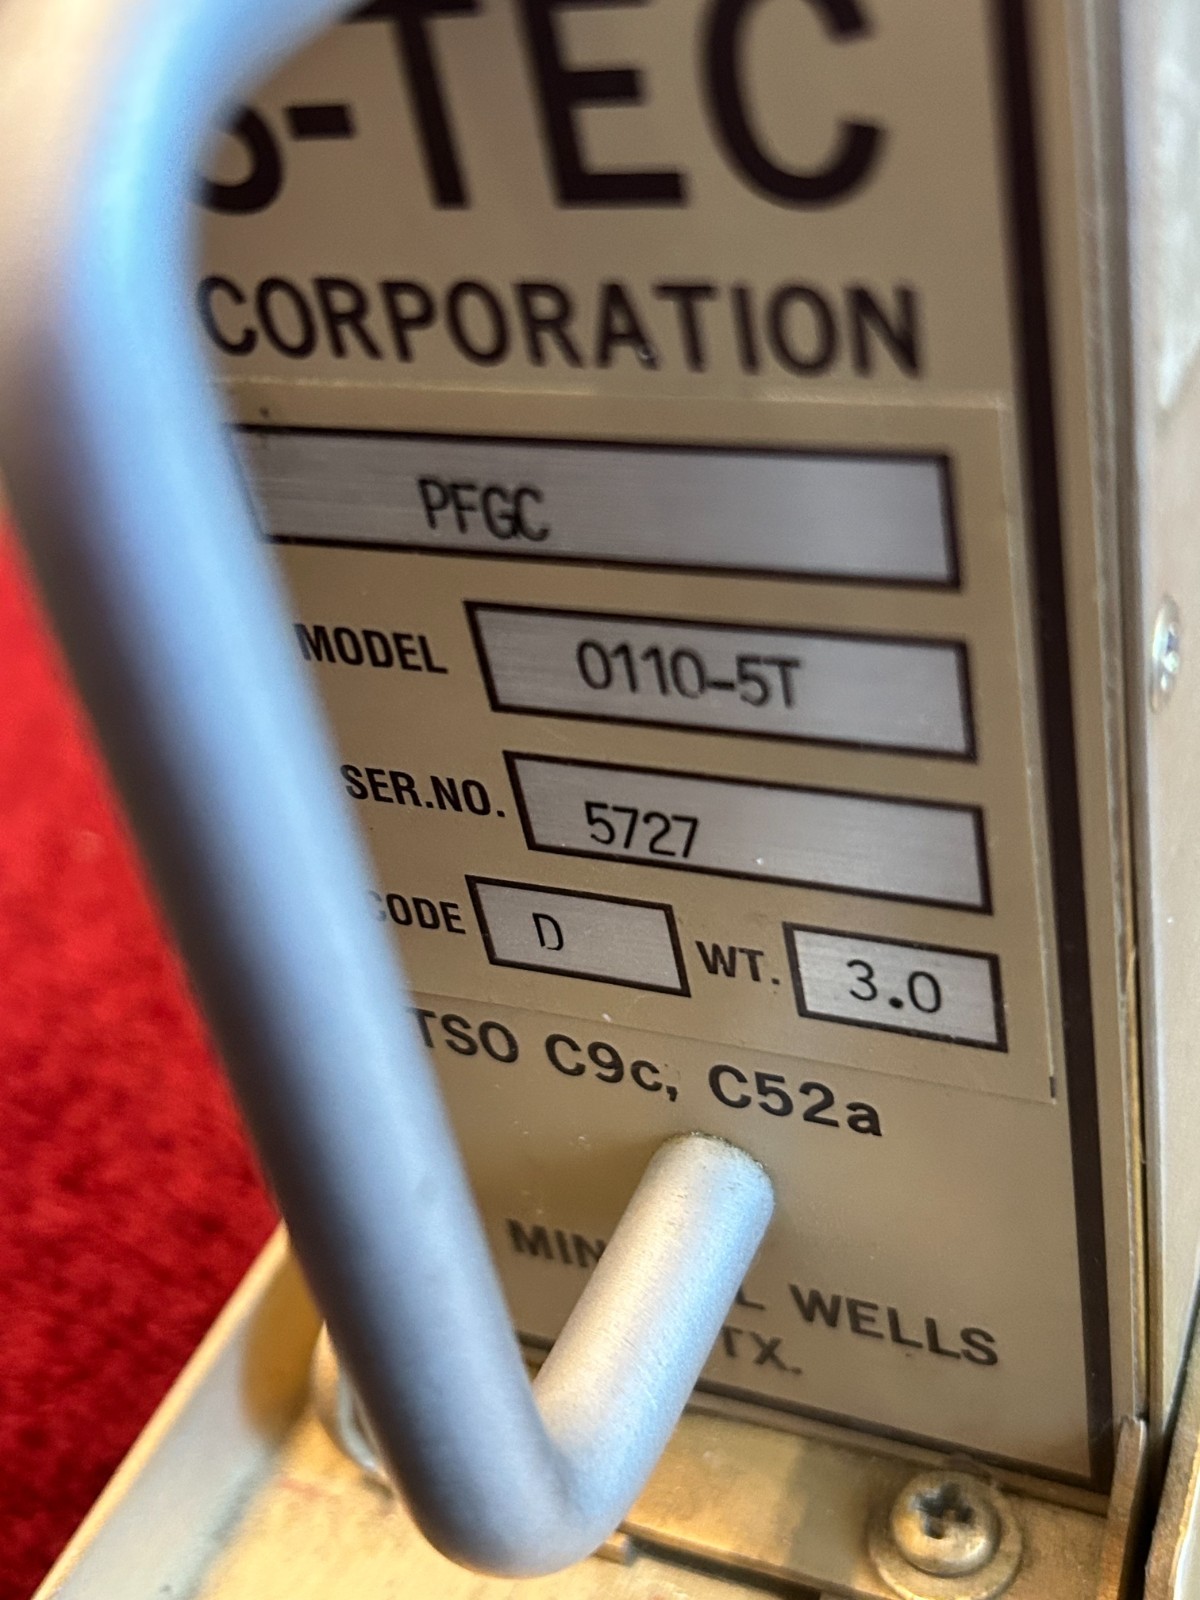 S-TEC
CORPORATION
PFGC
MODEL 0110-5T
SER.NO. 5727
CODE D WT. 3.0
TSO C9c, C52a
WELLS
TX.